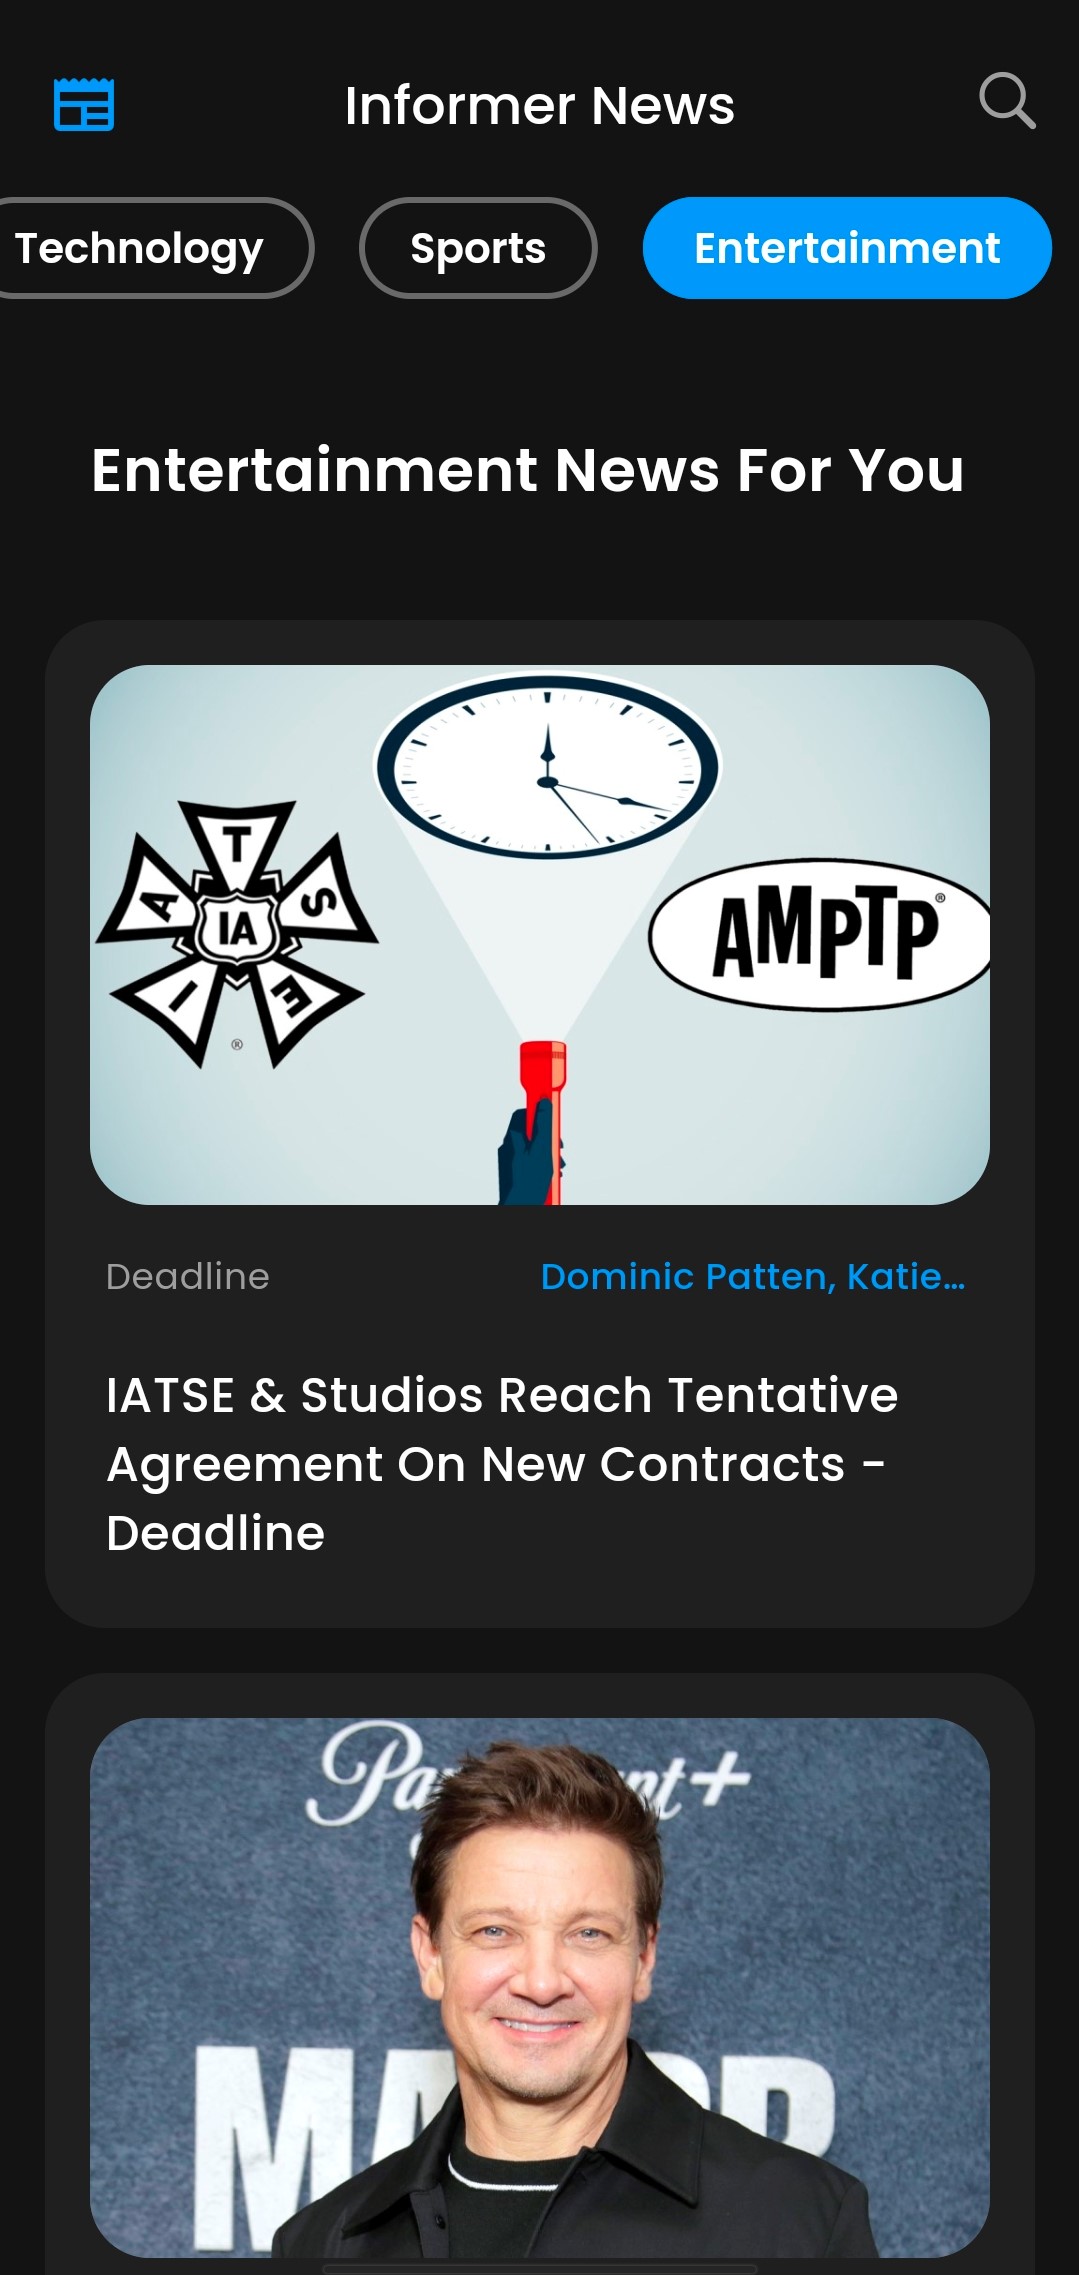 Informer News
Technology Sports Entertainment
Entertainment News For You
T
A S
IA
I E
®
AMPTP®
Deadline Dominic Patten, Katie...
IATSE & Studios Reach Tentative
Agreement On New Contracts -
Deadline